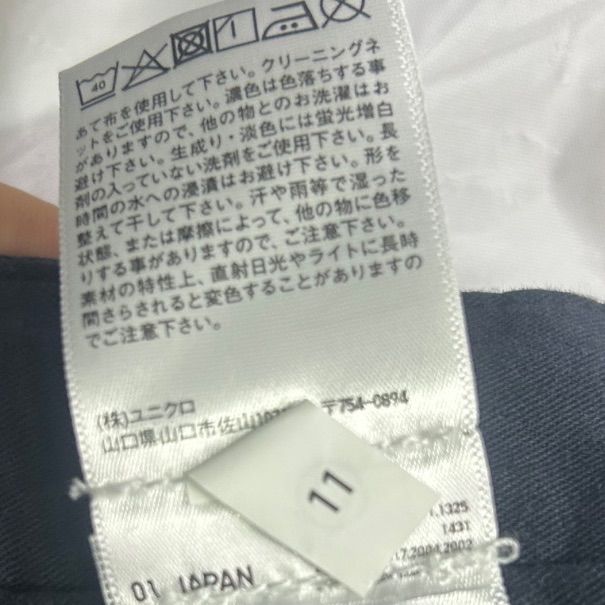 40
あて布を使用して下さい。クリーニングネ
ットをご使用下さい。濃色は色落ちする事
がありますので、他の物とのお洗濯はお
避け下さい。生成り・淡色には蛍光増白
剤の入っていない洗剤をご使用下さい。長
時間の水への浸漬はお避け下さい。形を
整えて干して下さい。汗や雨等で湿った
状態、または摩擦によって、他の物に色移
りする事がありますので、ご注意下さい。
素材の特性上、直射日光やライトに長時
間さらされると変色することがありますの
でご注意下さい。
(株)ユニクロ
山口県山口市佐山 〒754-0894
11
1325
1431
2004.2002
01 JAPAN